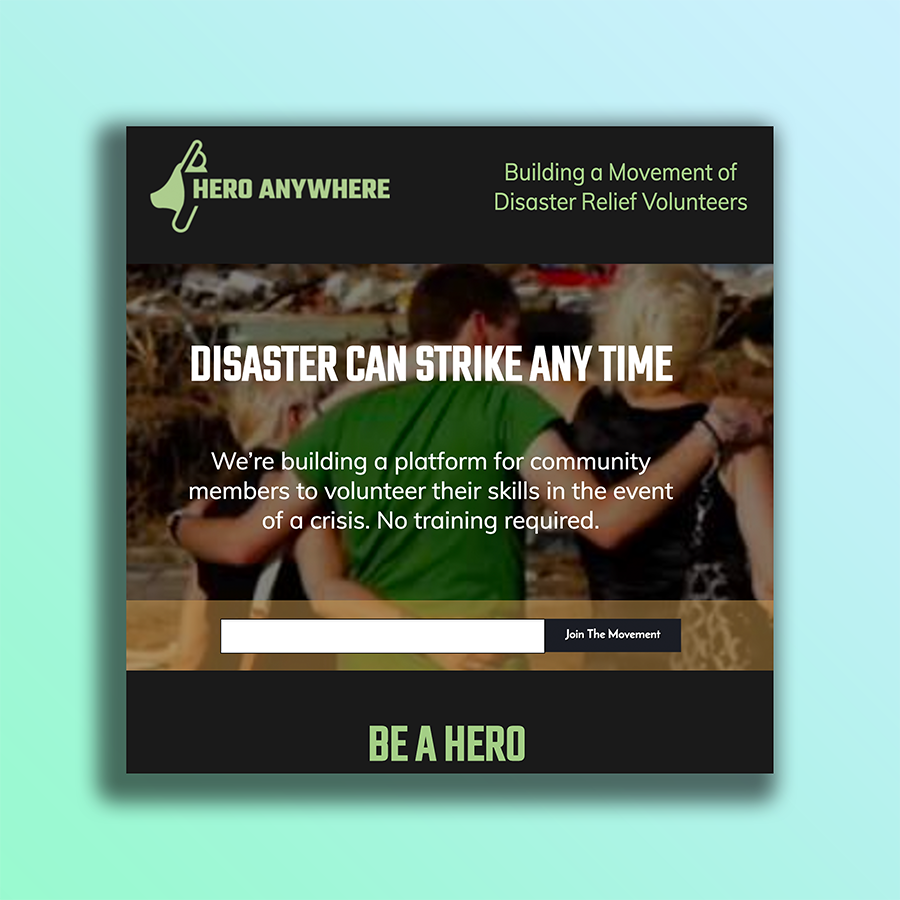 HERO ANYWHERE
Building a Movement of
Disaster Relief Volunteers
DISASTER CAN STRIKE ANY TIME
We’re building a platform for community
members to volunteer their skills in the event
of a crisis. No training required.
Join The Movement
BE A HERO